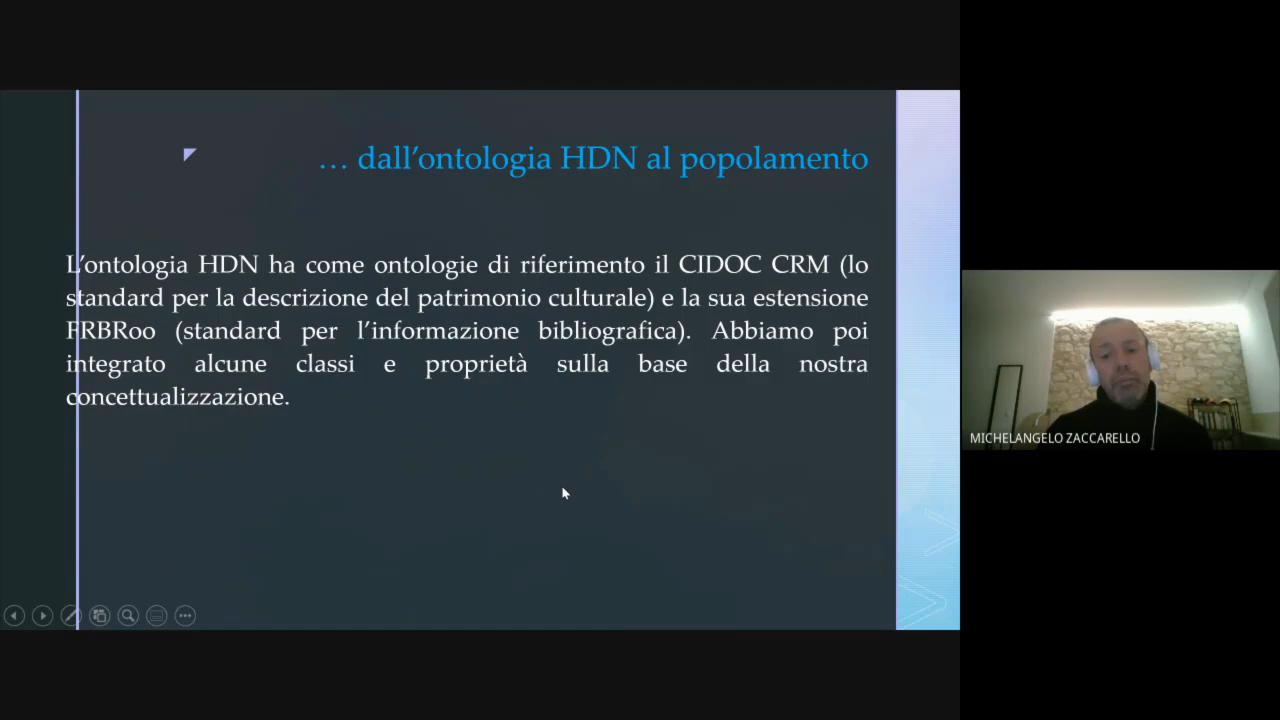 … dall’ontologia HDN al popolamento
L’ontologia HDN ha come ontologie di riferimento il CIDOC CRM (lo
standard per la descrizione del patrimonio culturale) e la sua estensione
FRBRoo (standard per l’informazione bibliografica). Abbiamo poi
integrato alcune classi e proprietà sulla base della nostra
concettualizzazione.
MICHELANGELO ZACCARELLO